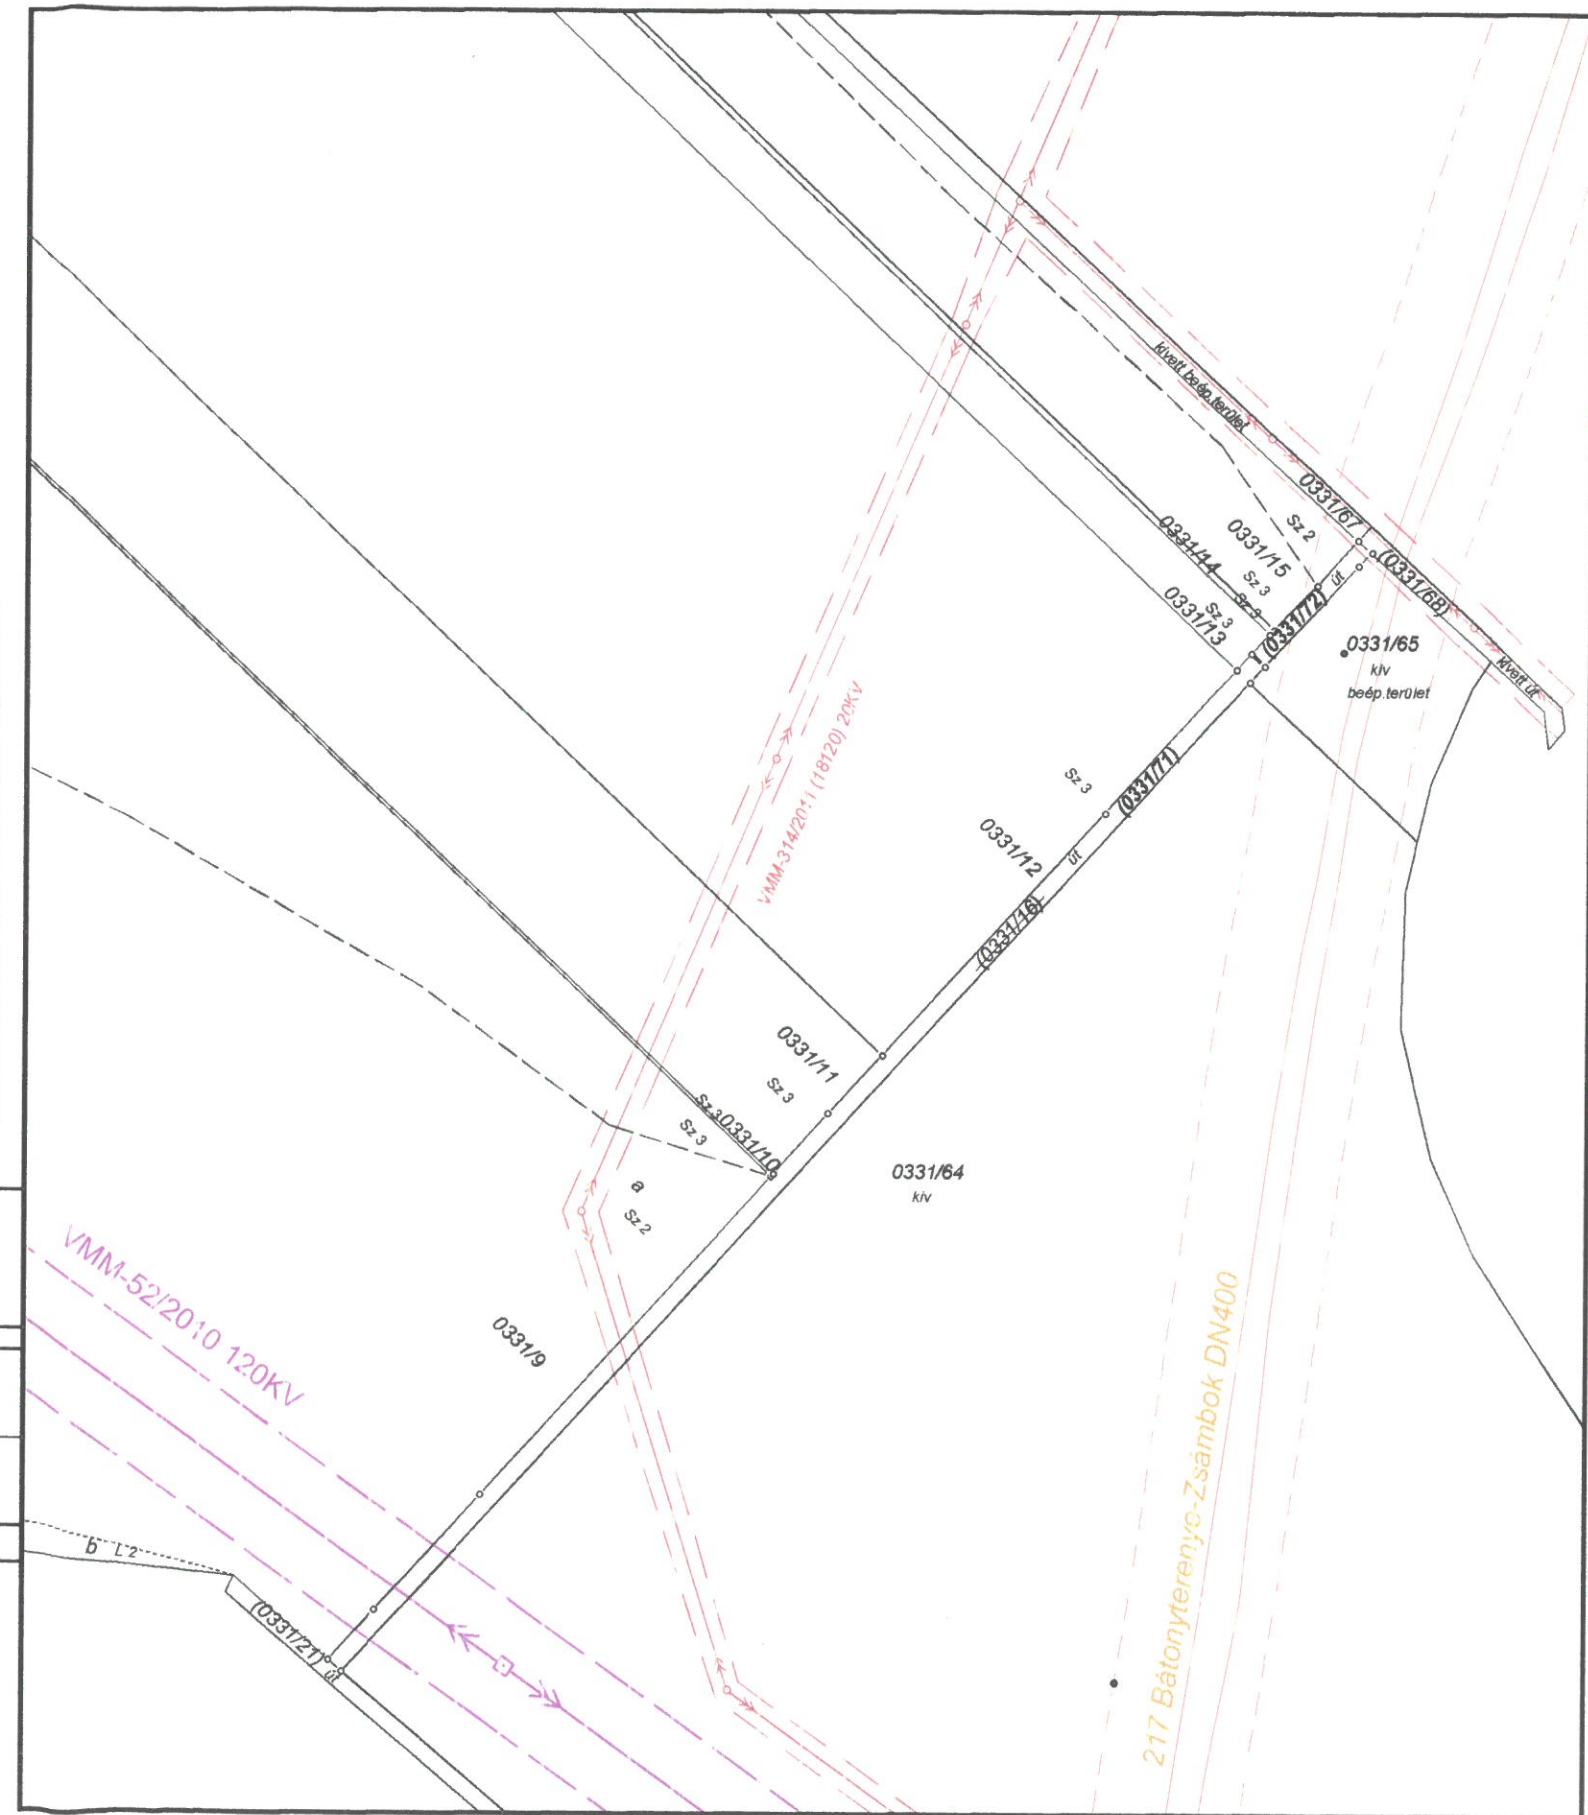 kivett beép.terület
0331/67
Sz 2
0331/15
0331/14
Sz 3
Sz 3
Sz 3
0331/13
út
(0331/72)
(0331/68)
0331/65
kiv
beép.terület
kivett út
VMM-314/2011 (18120) 20KV
Sz 3
(0331/71)
0331/12
út
(0331/16)
0331/11
Sz 3
Sz 3
0331/10
Sz 3
a
Sz 2
0331/64
kiv
VMM-52/2010 120KV
0331/9
217 Bátonyterenye-Zsámbok DN400
b L 2
(0331/21)
út